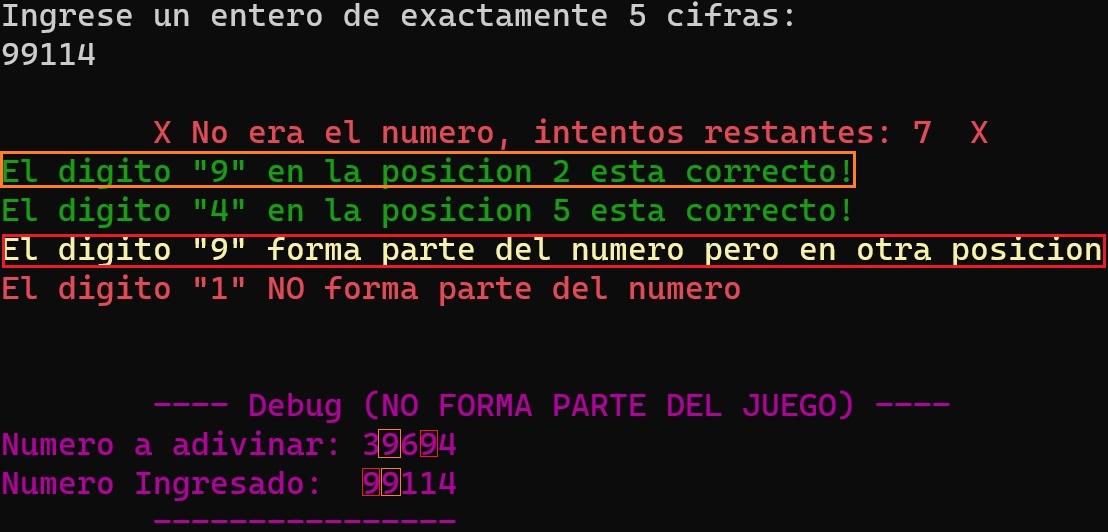 Ingrese un entero de exactamente 5 cifras:
99114
X No era el numero, intentos restantes: 7  X
El digito "9" en la posicion 2 esta correcto!
El digito "4" en la posicion 5 esta correcto!
El digito "9" forma parte del numero pero en otra posicion
El digito "1" NO forma parte del numero
---- Debug (NO FORMA PARTE DEL JUEGO) ----
Numero a adivinar: 39694
Numero Ingresado:  99114
----------------